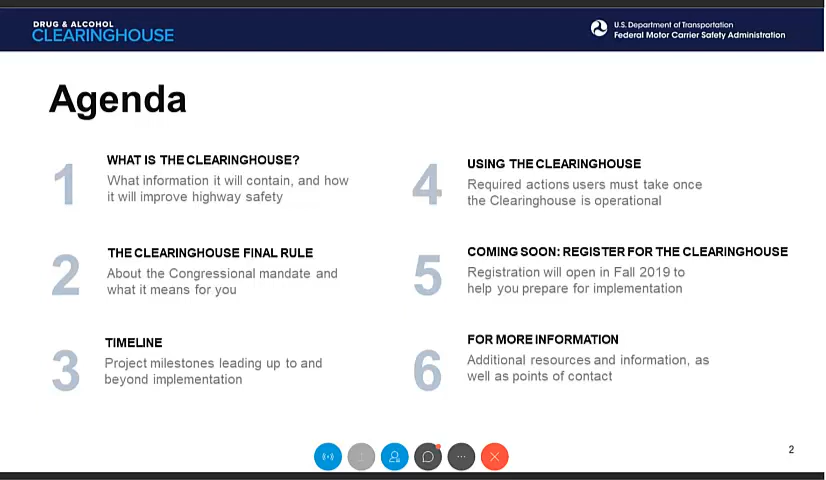 DRUG & ALCOHOL
CLEARINGHOUSE
U.S. Department of Transportation
Federal Motor Carrier Safety Administration
Agenda
1
WHAT IS THE CLEARINGHOUSE?
What information it will contain, and how
it will improve highway safety
2
THE CLEARINGHOUSE FINAL RULE
About the Congressional mandate and
what it means for you
3
TIMELINE
Project milestones leading up to and
beyond implementation
4
USING THE CLEARINGHOUSE
Required actions users must take once
the Clearinghouse is operational
5
COMING SOON: REGISTER FOR THE CLEARINGHOUSE
Registration will open in Fall 2019 to
help you prepare for implementation
6
FOR MORE INFORMATION
Additional resources and information, as
well as points of contact
2